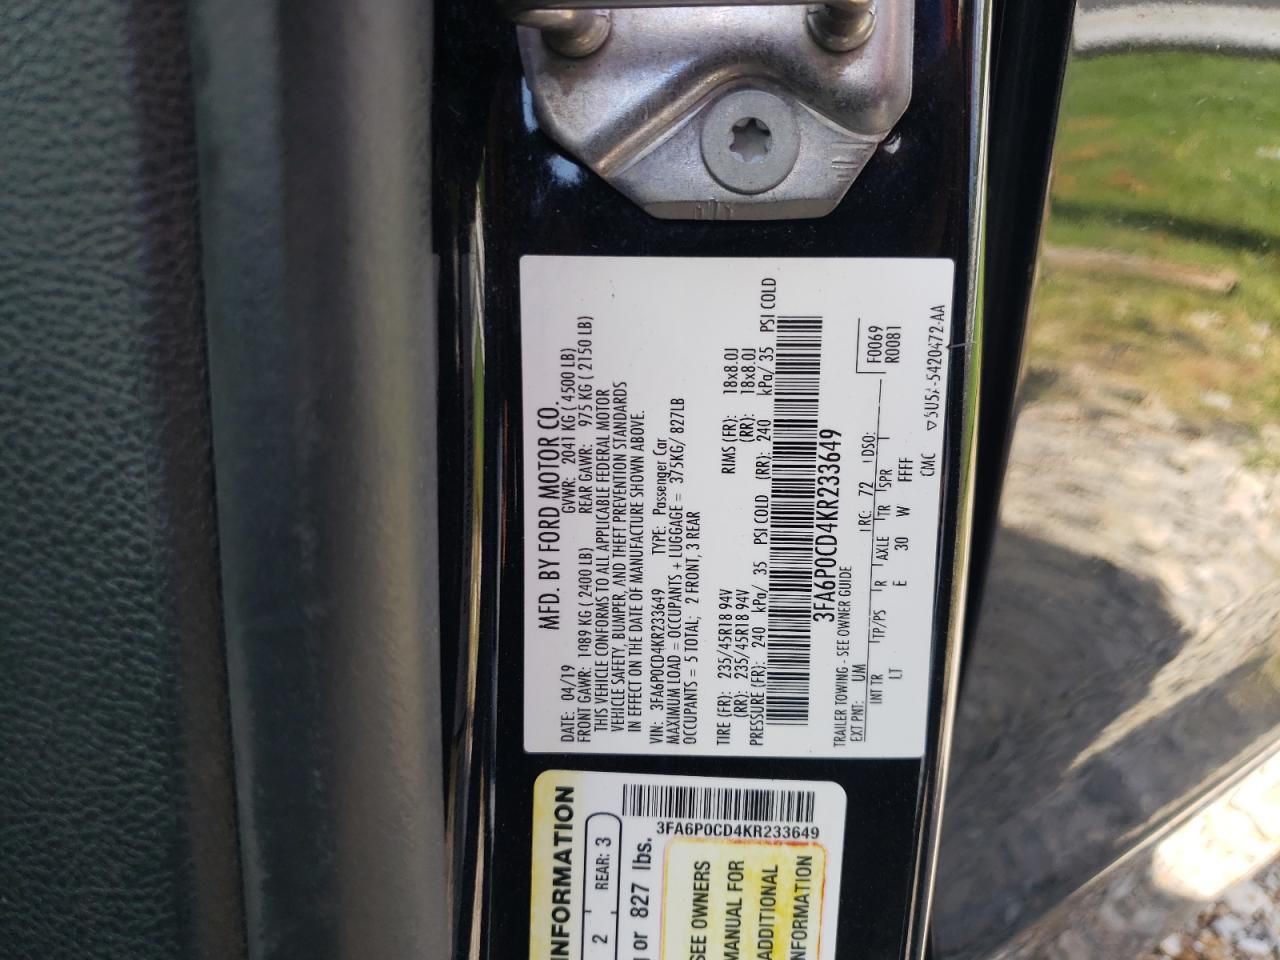 MFD. BY FORD MOTOR CO.
DATE: 04/19 GVWR: 2041 KG ( 4500 LB)
FRONT GAWR: 1089 KG ( 2400 LB) REAR GAWR: 975 KG ( 2150 LB)
THIS VEHICLE CONFORMS TO ALL APPLICABLE FEDERAL MOTOR
VEHICLE SAFETY, BUMPER, AND THEFT PREVENTION STANDARDS
IN EFFECT ON THE DATE OF MANUFACTURE SHOWN ABOVE.
VIN: 3FA6P0CD4KR233649 TYPE: Passenger Car
MAXIMUM LOAD = OCCUPANTS + LUGGAGE = 375KG/ 827LB
OCCUPANTS = 5 TOTAL; 2 FRONT, 3 REAR
TIRE (FR): 235/45R18 94V RIMS (FR): 18x8.0J
(RR): 235/45R18 94V (RR): 18x8.0J
PRESSURE (FR): 240 kPa/ 35 PSI COLD (RR): 240 kPa/ 35 PSI COLD
3FA6P0CD4KR233649
TRAILER TOWING - SEE OWNER GUIDE
EXT PNT: UM RC: 72 DSO: F0069
R0081
INT TR TP/PS R AXLE TR SPR
LT E 30 W FFFF
CMC 5U5A-5420472-AA
INFORMATION
2 REAR: 3
or 827 lbs.
3FA6P0CD4KR233649
SEE OWNERS
MANUAL FOR
ADDITIONAL
INFORMATION